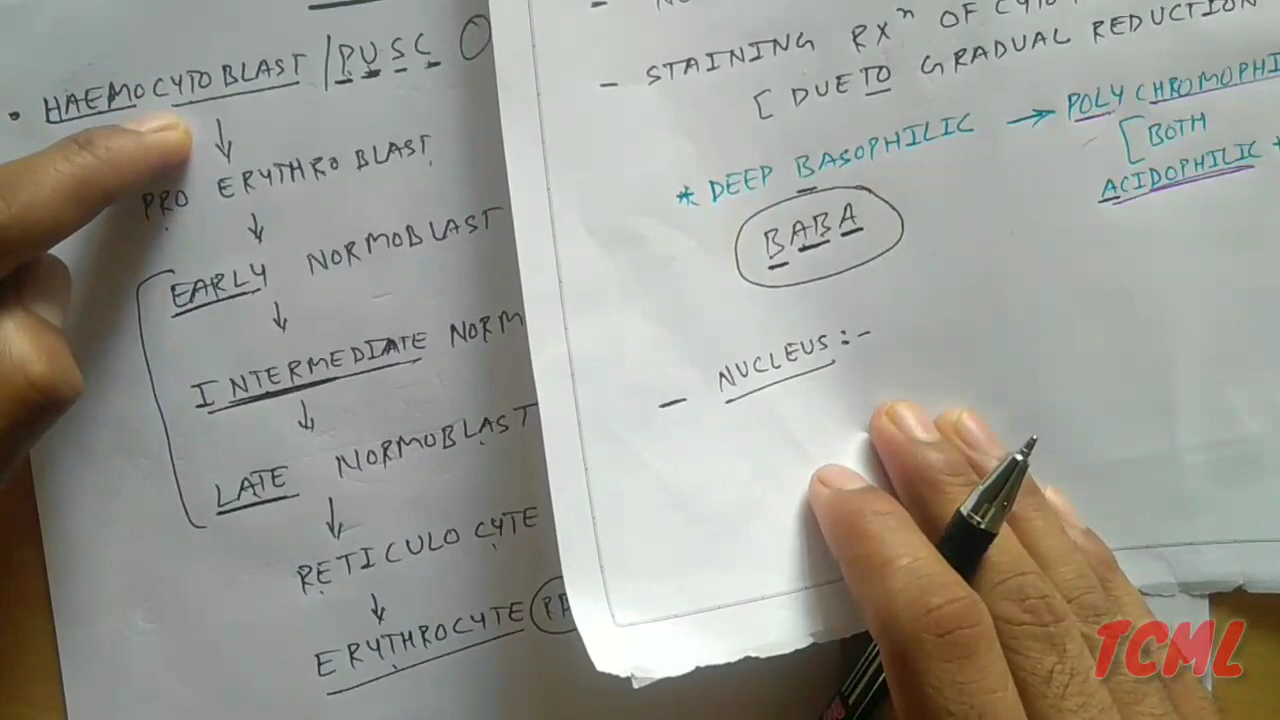 • HAEMOCYTOBLAST / PUSC
↓
PRO ERYTHROBLAST
↓
EARLY NORMOBLAST
↓
INTERMEDIATE NORM
↓
LATE NORMOBLAST
↓
RETICULOCYTE
↓
ERYTHROCYTE
- STAINING RXⁿ OF
[ DUE TO GRADUAL REDUCTION
* DEEP BASOPHILIC → POLYCHROMOPHI
[ BOTH
ACIDOPHILIC
BABA
- NUCLEUS:-
TCML